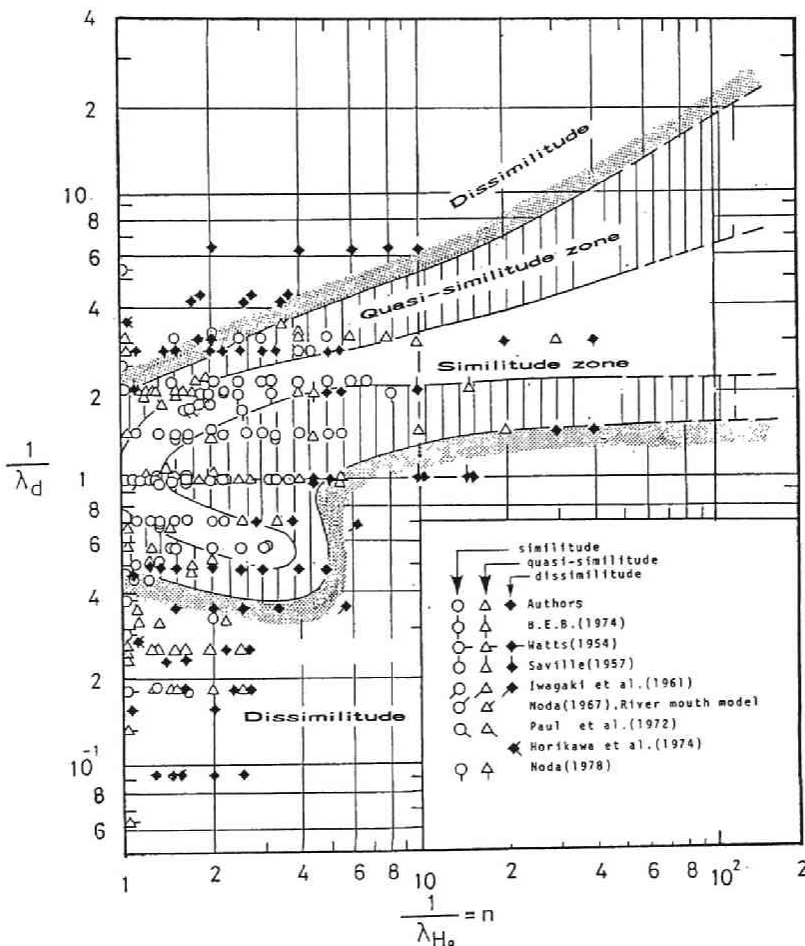 4
2
10
8
6
4
2
1
8
6
4
2
10⁻¹
8
6
1/λd
Dissimilitude
Quasi-similitude zone
Similitude zone
Dissimilitude
similitude
quasi-similitude
dissimilitude
Authors
B.E.B.(1974)
Watts(1954)
Saville(1957)
Iwagaki et al.(1961)
Noda(1967),River mouth model
Paul et al.(1972)
Horikawa et al.(1974)
Noda(1978)
1 2 4 6 8 10 2 4 6 8 10² 2
1/λH₀ = n